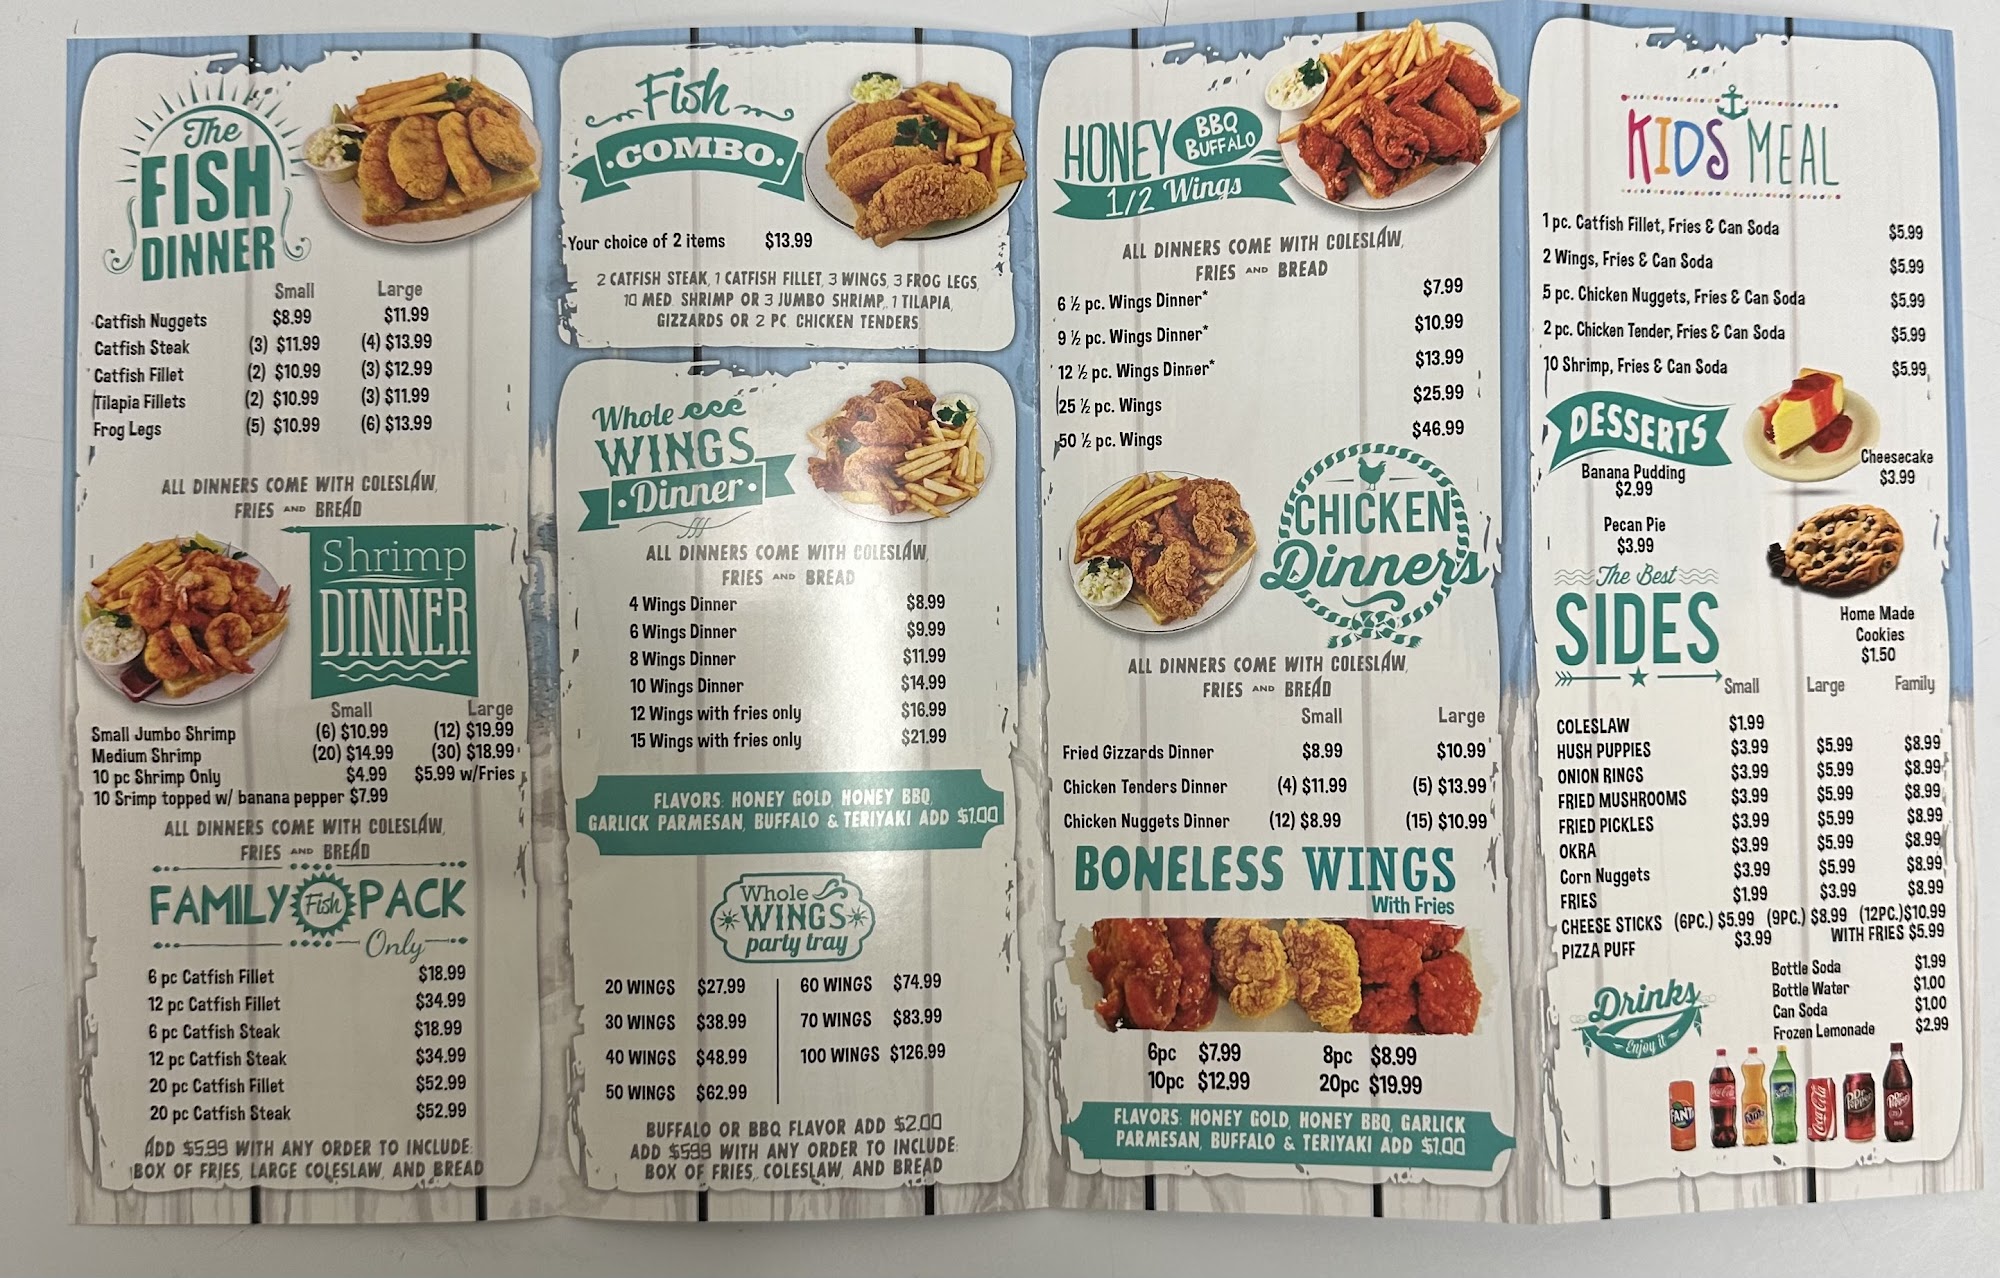 The
FISH
DINNER
Small Large
Catfish Nuggets $8.99 $11.99
Catfish Steak (3) $11.99 (4) $13.99
Catfish Fillet (2) $10.99 (3) $12.99
Tilapia Fillets (2) $10.99 (3) $11.99
Frog Legs (5) $10.99 (6) $13.99
ALL DINNERS COME WITH COLESLAW,
FRIES AND BREAD
Shrimp
DINNER
Small Large
Small Jumbo Shrimp (6) $10.99 (12) $19.99
Medium Shrimp (20) $14.99 (30) $18.99
10 pc Shrimp Only $4.99 $5.99 w/Fries
10 Srimp topped w/ banana pepper $7.99
ALL DINNERS COME WITH COLESLAW,
FRIES AND BREAD
FAMILY Fish PACK
Only
6 pc Catfish Fillet $18.99
12 pc Catfish Fillet $34.99
6 pc Catfish Steak $18.99
12 pc Catfish Steak $34.99
20 pc Catfish Fillet $52.99
20 pc Catfish Steak $52.99
ADD $5.99 WITH ANY ORDER TO INCLUDE:
BOX OF FRIES, LARGE COLESLAW, AND BREAD
Fish
COMBO
Your choice of 2 items $13.99
2 CATFISH STEAK, 1 CATFISH FILLET, 3 WINGS, 3 FROG LEGS,
10 MED. SHRIMP OR 3 JUMBO SHRIMP, 1 TILAPIA,
GIZZARDS OR 2 PC. CHICKEN TENDERS
Whole
WINGS
Dinner
ALL DINNERS COME WITH COLESLAW,
FRIES AND BREAD
4 Wings Dinner $8.99
6 Wings Dinner $9.99
8 Wings Dinner $11.99
10 Wings Dinner $14.99
12 Wings with fries only $16.99
15 Wings with fries only $21.99
FLAVORS: HONEY GOLD, HONEY BBQ,
GARLICK PARMESAN, BUFFALO & TERIYAKI ADD $1.00
Whole
WINGS
party tray
20 WINGS $27.99 60 WINGS $74.99
30 WINGS $38.99 70 WINGS $83.99
40 WINGS $48.99 100 WINGS $126.99
50 WINGS $62.99
BUFFALO OR BBQ FLAVOR ADD $2.00
ADD $5.99 WITH ANY ORDER TO INCLUDE:
BOX OF FRIES, COLESLAW, AND BREAD
HONEY BBQ
BUFFALO
1/2 Wings
ALL DINNERS COME WITH COLESLAW,
FRIES AND BREAD
6 ½ pc. Wings Dinner* $7.99
9 ½ pc. Wings Dinner* $10.99
12 ½ pc. Wings Dinner* $13.99
25 ½ pc. Wings $25.99
50 ½ pc. Wings $46.99
CHICKEN
Dinners
ALL DINNERS COME WITH COLESLAW,
FRIES AND BREAD
Small Large
Fried Gizzards Dinner $8.99 $10.99
Chicken Tenders Dinner (4) $11.99 (5) $13.99
Chicken Nuggets Dinner (12) $8.99 (15) $10.99
BONELESS WINGS
With Fries
6pc $7.99 8pc $8.99
10pc $12.99 20pc $19.99
FLAVORS: HONEY GOLD, HONEY BBQ, GARLICK
PARMESAN, BUFFALO & TERIYAKI ADD $1.00
KIDS MEAL
1 pc. Catfish Fillet, Fries & Can Soda $5.99
2 Wings, Fries & Can Soda $5.99
5 pc. Chicken Nuggets, Fries & Can Soda $5.99
2 pc. Chicken Tender, Fries & Can Soda $5.99
10 Shrimp, Fries & Can Soda $5.99
DESSERTS
Banana Pudding
$2.99
Cheesecake
$3.99
Pecan Pie
$3.99
Home Made
Cookies
$1.50
The Best
SIDES
Small Large Family
COLESLAW $1.99
HUSH PUPPIES $3.99 $5.99 $8.99
ONION RINGS $3.99 $5.99 $8.99
FRIED MUSHROOMS $3.99 $5.99 $8.99
FRIED PICKLES $3.99 $5.99 $8.99
OKRA $3.99 $5.99 $8.99
Corn Nuggets $3.99 $5.99 $8.99
FRIES $1.99 $3.99 $8.99
CHEESE STICKS (6PC.) $5.99 (9PC.) $8.99 (12PC.)$10.99
PIZZA PUFF $3.99 WITH FRIES $5.99
Drinks
Enjoy it
Bottle Soda $1.99
Bottle Water $1.00
Can Soda $1.00
Frozen Lemonade $2.99
FANTA
Coca-Cola
Fanta
Sprite
Coca-Cola
Dr Pepper
Dr Pepper